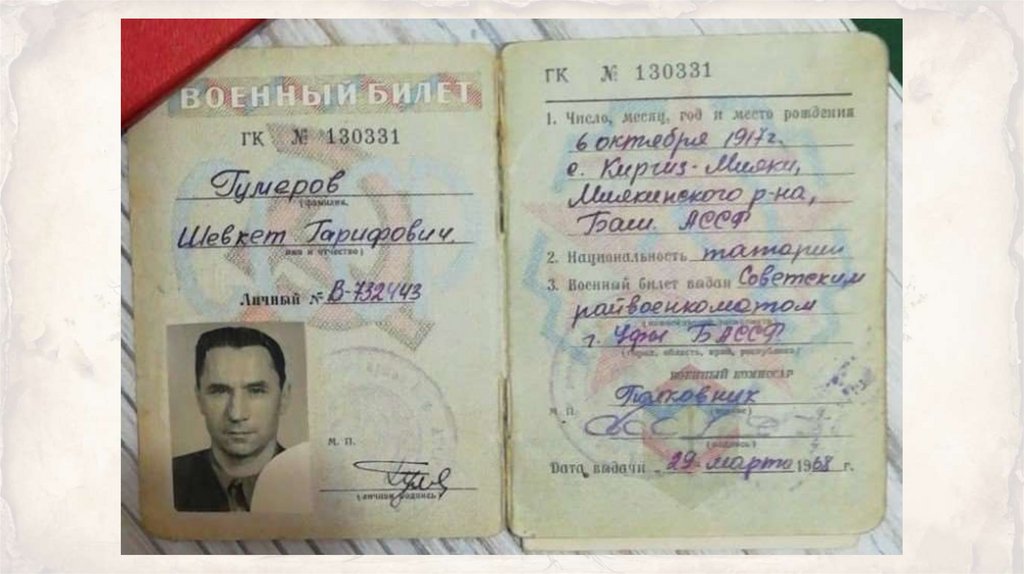 ВОЕННЫЙ БИЛЕТ
ГК № 130331
Гумеров
(фамилия,
Шевкет Гарифович.
имя и отчество)
Личный № В-732443
М. П.
(личная подпись)
ГК № 130331
1. Число, месяц, год и место рождения
6 октября 1917г.
с. Киргиз-Мияки,
Миякинского р-на,
Баш. АССР
2. Национальность татарин
3. Военный билет выдан Советским
райвоенкоматом
г. Уфы БАССР
(город, область, край, республика)
ВОЕННЫЙ КОМИССАР
Полковник
М. П.
(звание)
(подпись)
Дата выдачи „29" марта 1968 г.